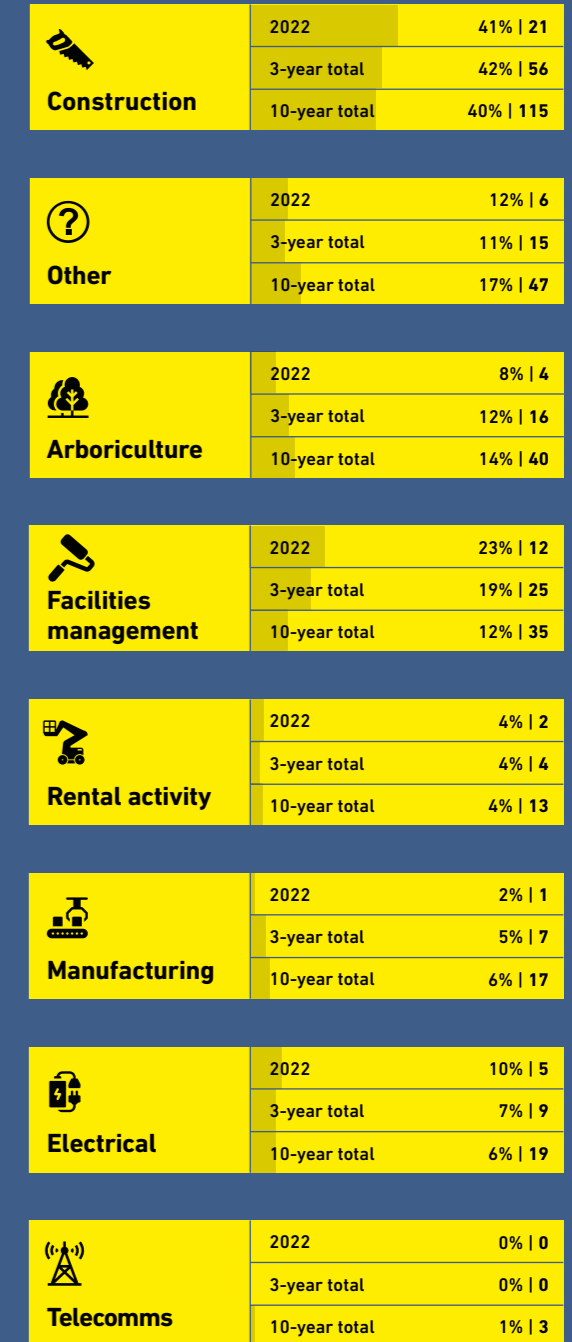 Construction
2022 41% | 21
3-year total 42% | 56
10-year total 40% | 115
?
Other
2022 12% | 6
3-year total 11% | 15
10-year total 17% | 47
Arboriculture
2022 8% | 4
3-year total 12% | 16
10-year total 14% | 40
Facilities
management
2022 23% | 12
3-year total 19% | 25
10-year total 12% | 35
Rental activity
2022 4% | 2
3-year total 4% | 4
10-year total 4% | 13
Manufacturing
2022 2% | 1
3-year total 5% | 7
10-year total 6% | 17
Electrical
2022 10% | 5
3-year total 7% | 9
10-year total 6% | 19
Telecomms
2022 0% | 0
3-year total 0% | 0
10-year total 1% | 3